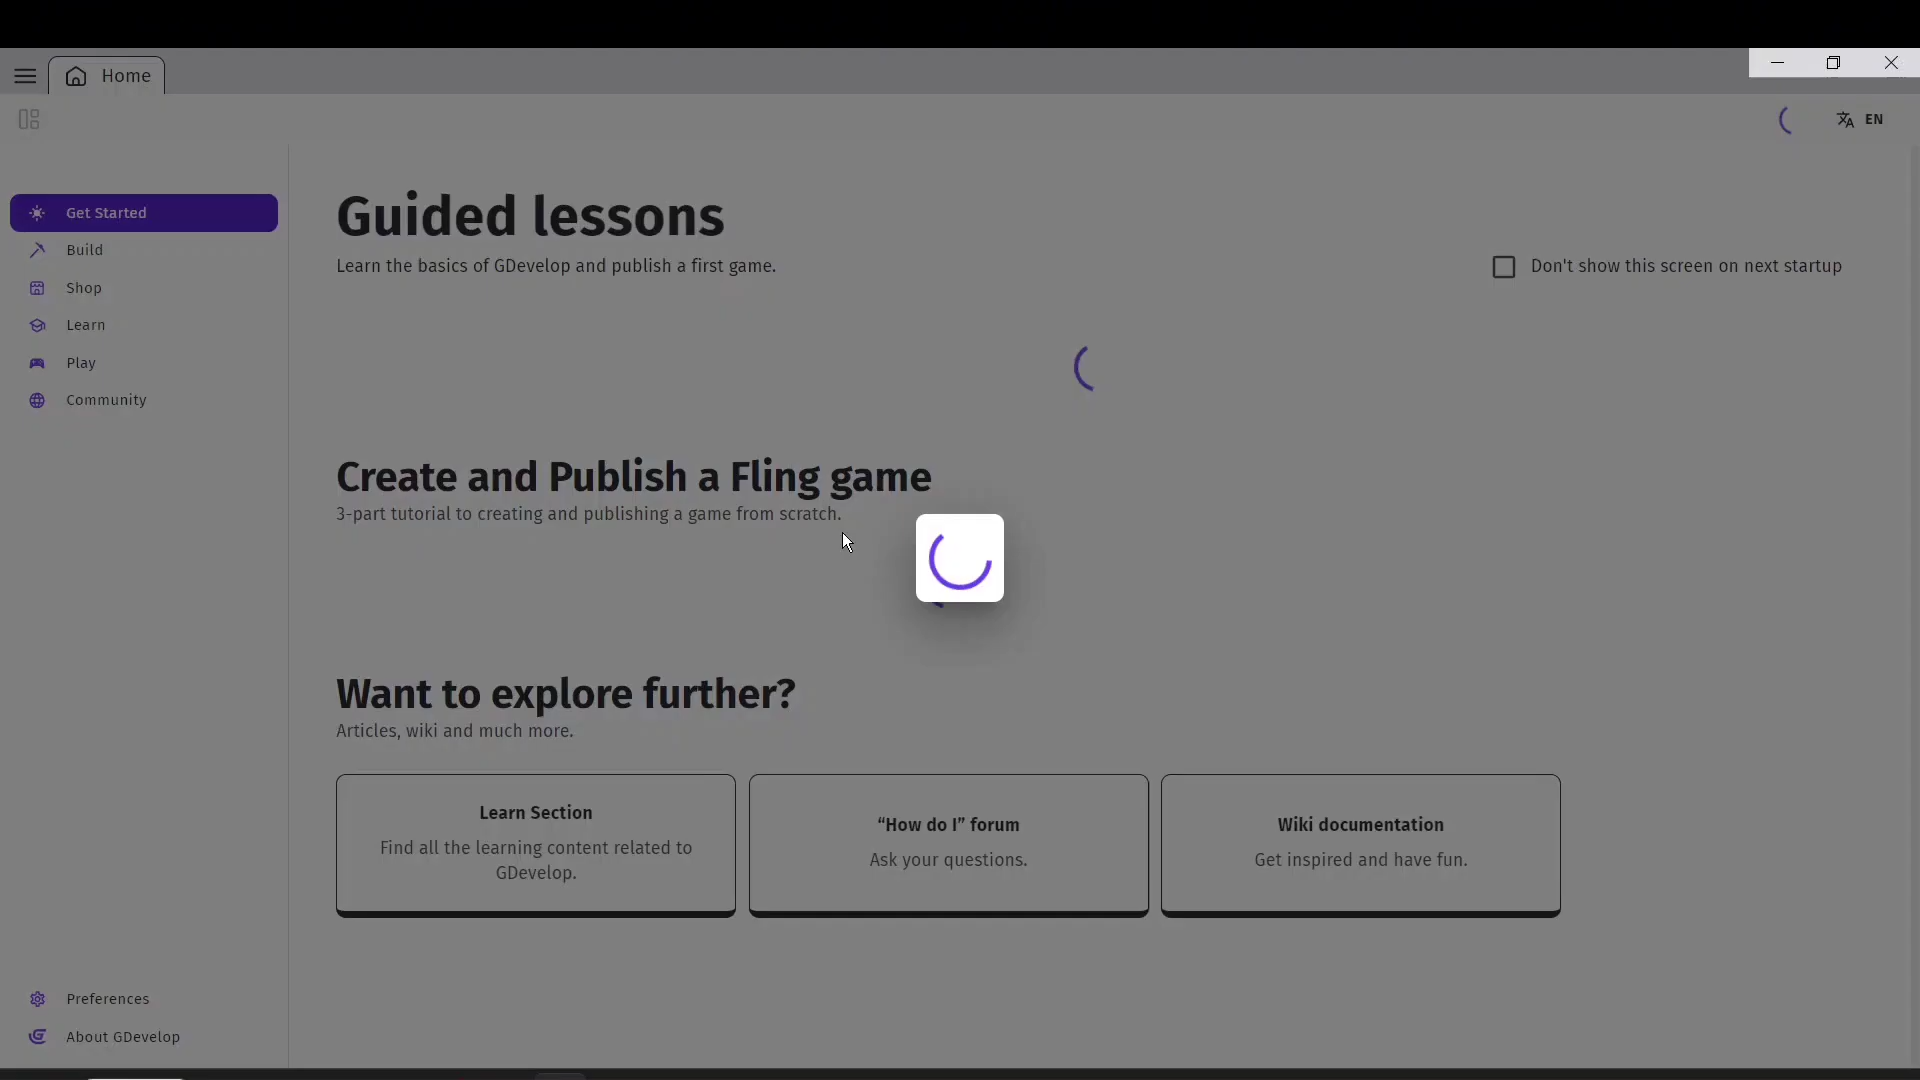 Home
EN
Get Started
Build
Shop
Learn
Play
Community
Preferences
About GDevelop
Guided lessons
Learn the basics of GDevelop and publish a first game.
Don't show this screen on next startup
Create and Publish a Fling game
3-part tutorial to creating and publishing a game from scratch.
Want to explore further?
Articles, wiki and much more.
Learn Section
Find all the learning content related to
GDevelop.
“How do I” forum
Ask your questions.
Wiki documentation
Get inspired and have fun.